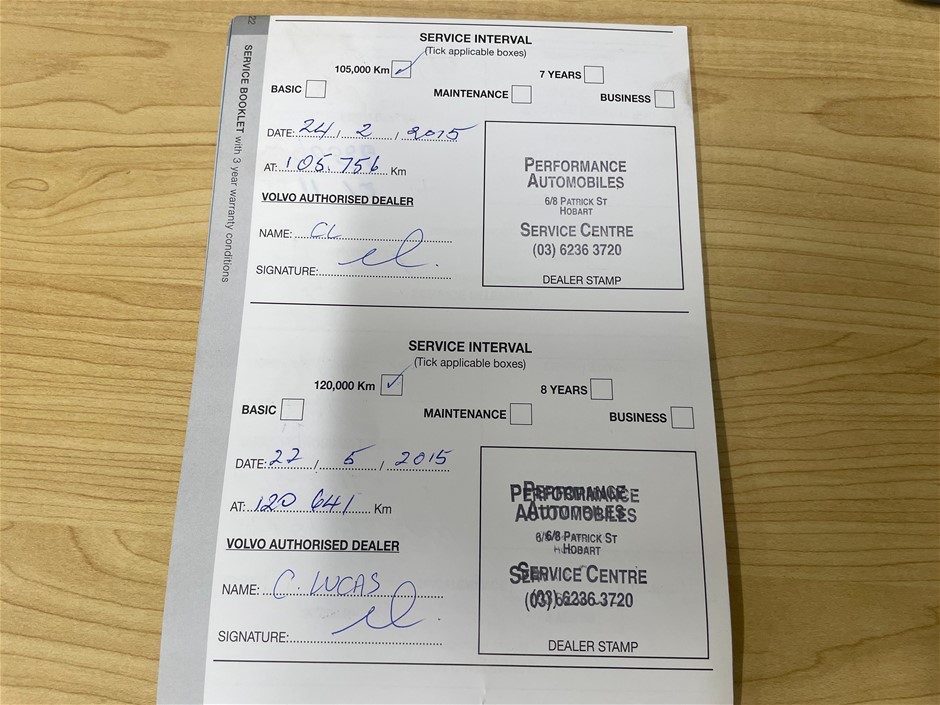 22
SERVICE BOOKLET with 3 year warranty conditions
SERVICE INTERVAL
(Tick applicable boxes)
105,000 Km ✓ 7 YEARS
BASIC MAINTENANCE BUSINESS
DATE: 24 / 2 / 2015
AT: 105.756 Km
VOLVO AUTHORISED DEALER
NAME: CL
SIGNATURE:
PERFORMANCE
AUTOMOBILES
6/8 PATRICK ST
HOBART
SERVICE CENTRE
(03) 6236 3720
DEALER STAMP
SERVICE INTERVAL
(Tick applicable boxes)
120,000 Km ✓ 8 YEARS
BASIC MAINTENANCE BUSINESS
DATE: 22 / 5 / 2015
AT: 120 641 Km
VOLVO AUTHORISED DEALER
NAME: C. LUCAS
SIGNATURE:
PERFORMANCE
AUTOMOBILES
6/8 PATRICK ST
HOBART
SERVICE CENTRE
(03) 6236 3720
DEALER STAMP